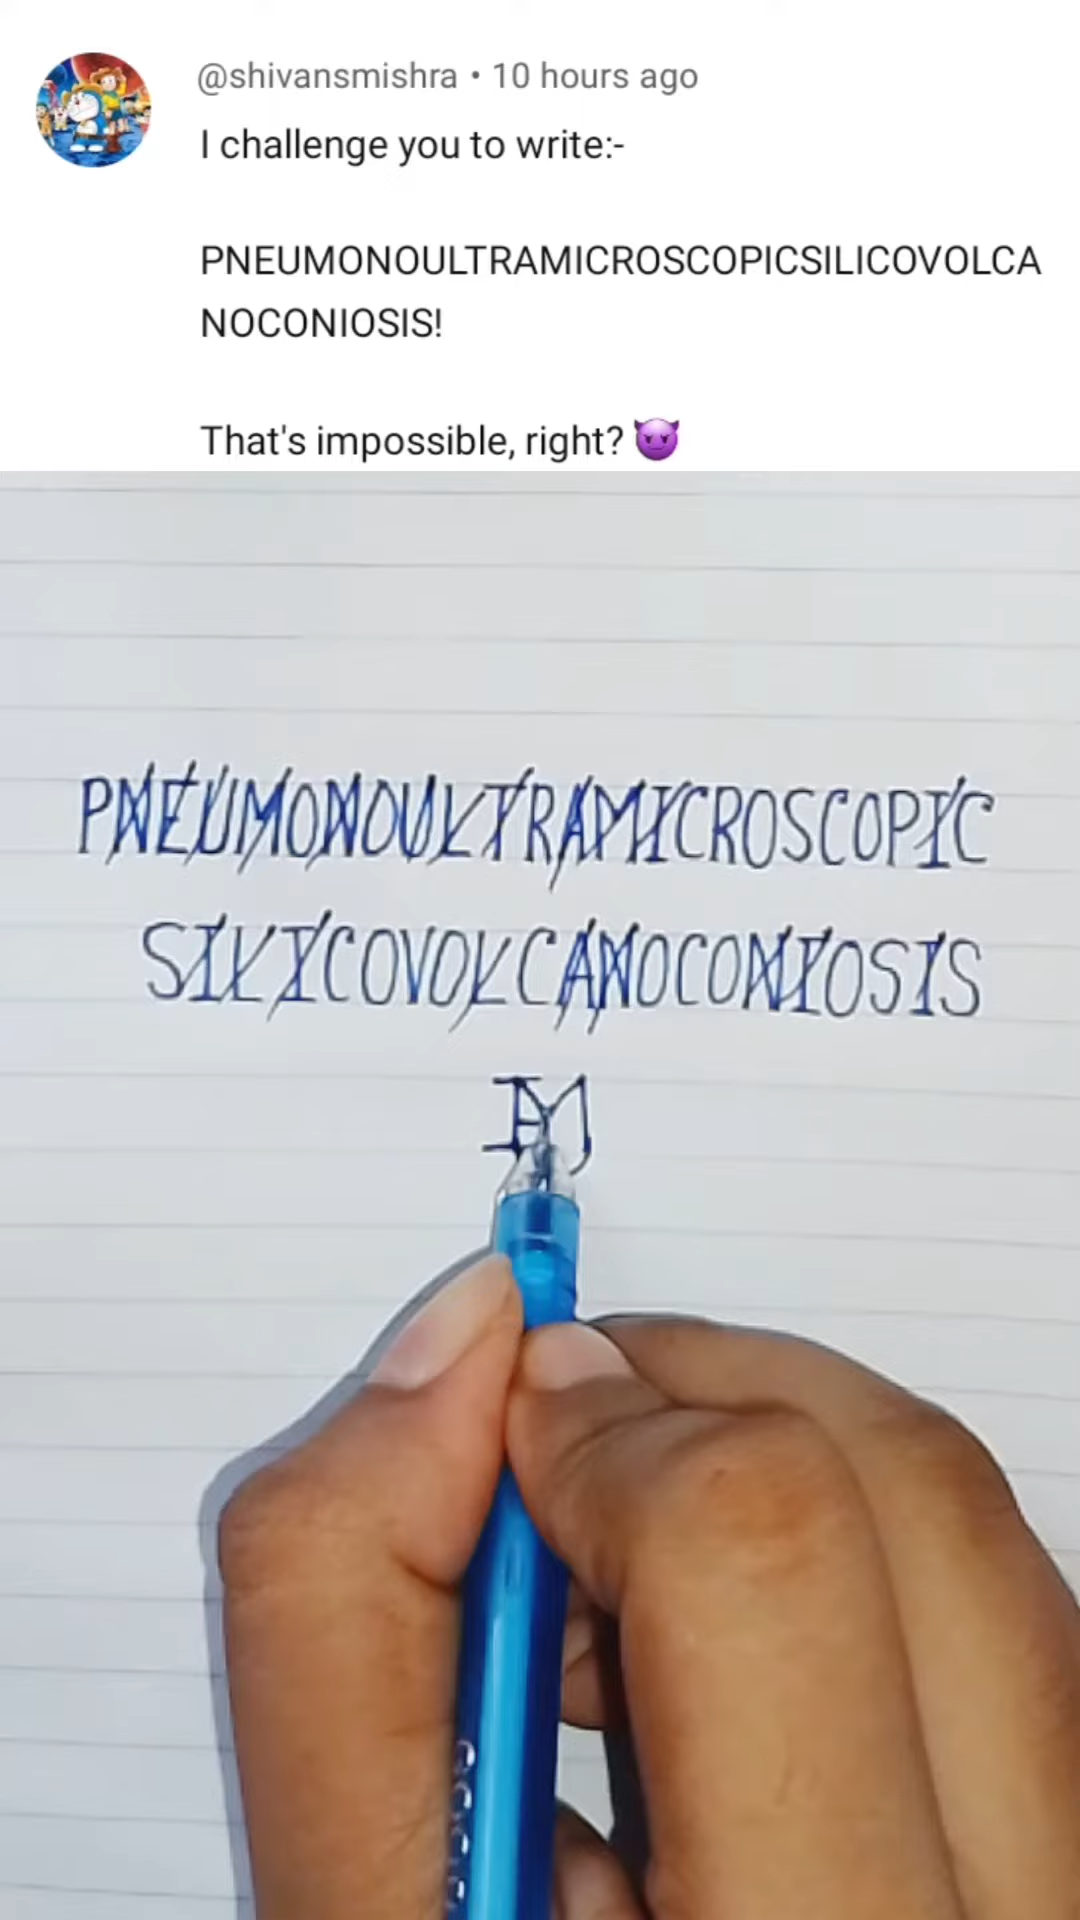 @shivansmishra • 10 hours ago
I challenge you to write:-
PNEUMONOULTRAMICROSCOPICSILICOVOLCA
NOCONIOSIS!
That's impossible, right? 😈
PNEUMONOULTRAMICROSCOPIC
SILICOVOLCANOCONIOSIS